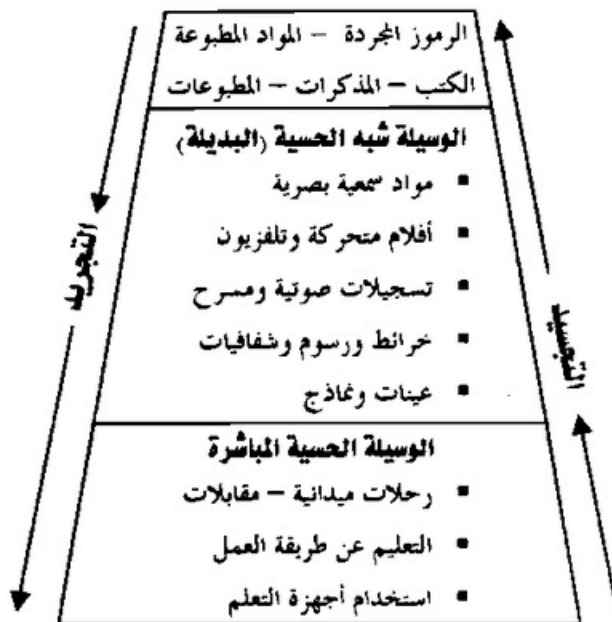 الرموز المجردة – المواد المطبوعة
الكتب – المذكرات – المطبوعات
الوسيلة شبه الحسية (البديلة)
▪ مواد سمعية بصرية
▪ أفلام متحركة وتلفزيون
▪ تسجيلات صوتية ومسرح
▪ خرائط ورسوم وشفافيات
▪ عينات ونماذج
الوسيلة الحسية المباشرة
▪ رحلات ميدانية – مقابلات
▪ التعليم عن طريقة العمل
▪ استخدام أجهزة التعلم
التجسيد
التجريد